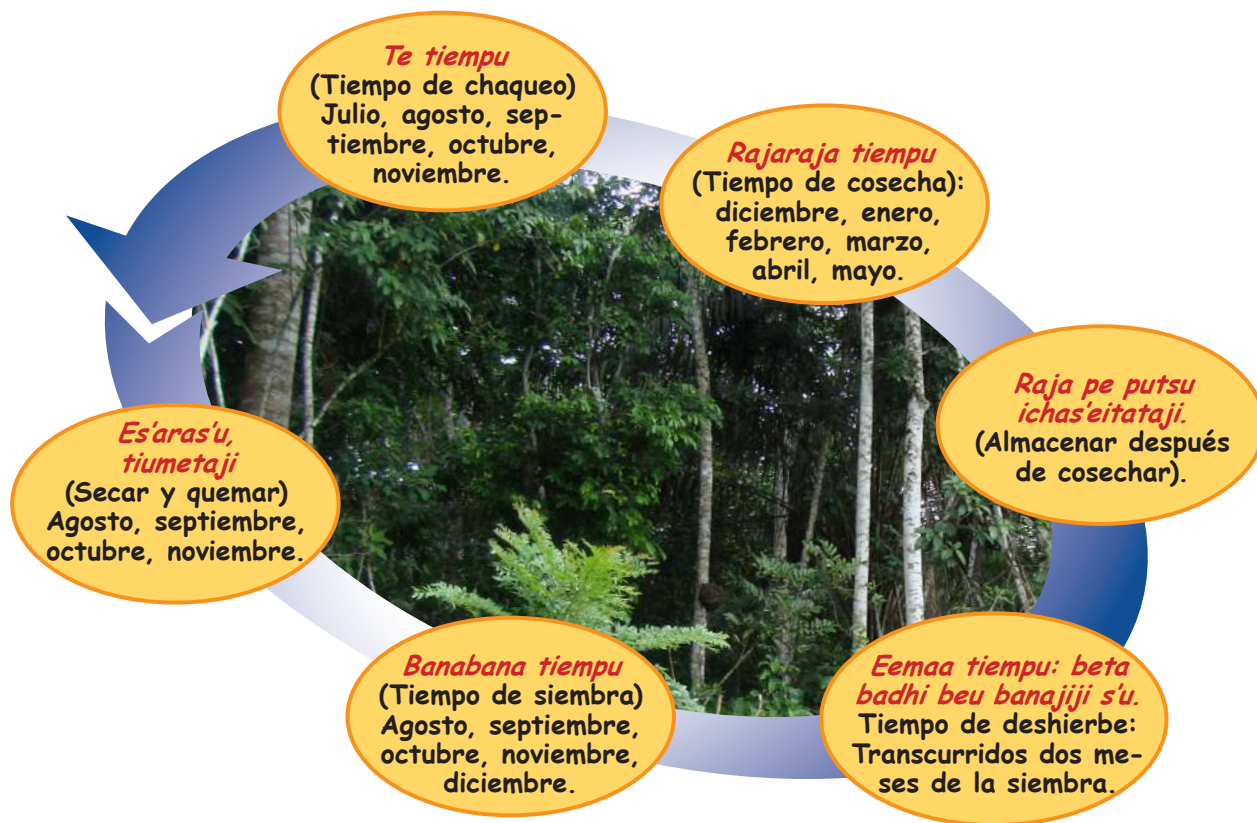 Te tiempu
(Tiempo de chaqueo)
Julio, agosto, sep-
tiembre, octubre,
noviembre.
Rajaraja tiempu
(Tiempo de cosecha):
diciembre, enero,
febrero, marzo,
abril, mayo.
Raja pe putsu
ichas'eitataji.
(Almacenar después
de cosechar).
Es'aras'u,
tiumetaji
(Secar y quemar)
Agosto, septiembre,
octubre, noviembre.
Banabana tiempu
(Tiempo de siembra)
Agosto, septiembre,
octubre, noviembre,
diciembre.
Eemaa tiempu: beta
badhi beu banajiji s'u.
Tiempo de deshierbe:
Transcurridos dos me-
ses de la siembra.